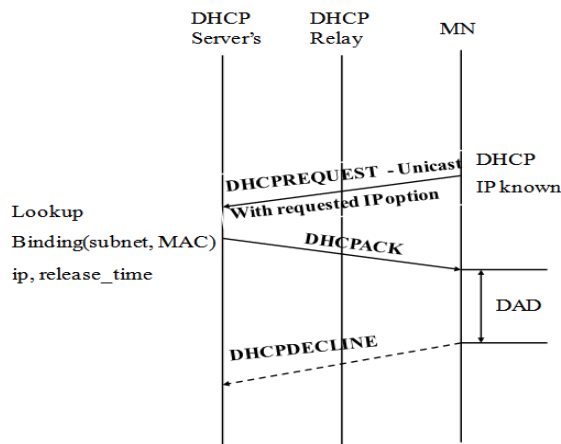 DHCP
Server's
DHCP
Relay
MN
DHCPREQUEST - Unicast
With requested IP option
DHCP
IP known
Lookup
Binding(subnet, MAC)
ip, release_time
DHCPACK
DAD
DHCPDECLINE